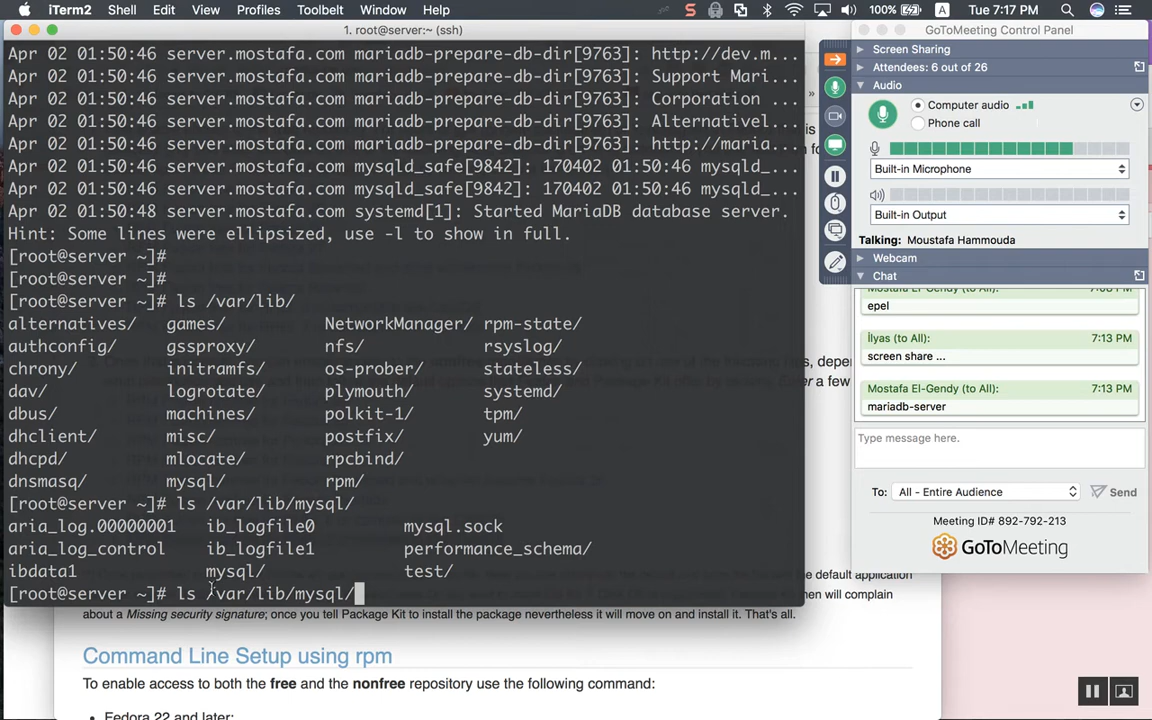 iTerm2 Shell Edit View Profiles Toolbelt Window Help 100% A Tue 7:17 PM
1. root@server:~ (ssh)
Apr 02 01:50:46 server.mostafa.com mariadb-prepare-db-dir[9763]: http://dev.m...
Apr 02 01:50:46 server.mostafa.com mariadb-prepare-db-dir[9763]: Support Mari...
Apr 02 01:50:46 server.mostafa.com mariadb-prepare-db-dir[9763]: Corporation ...
Apr 02 01:50:46 server.mostafa.com mariadb-prepare-db-dir[9763]: Alternativel...
Apr 02 01:50:46 server.mostafa.com mariadb-prepare-db-dir[9763]: http://maria...
Apr 02 01:50:46 server.mostafa.com mysqld_safe[9842]: 170402 01:50:46 mysqld_...
Apr 02 01:50:46 server.mostafa.com mysqld_safe[9842]: 170402 01:50:46 mysqld_...
Apr 02 01:50:48 server.mostafa.com systemd[1]: Started MariaDB database server.
Hint: Some lines were ellipsized, use -l to show in full.
[root@server ~]#
[root@server ~]#
[root@server ~]# ls /var/lib/
alternatives/ games/ NetworkManager/ rpm-state/
authconfig/ gssproxy/ nfs/ rsyslog/
chrony/ initramfs/ os-prober/ stateless/
dav/ logrotate/ plymouth/ systemd/
dbus/ machines/ polkit-1/ tpm/
dhclient/ misc/ postfix/ yum/
dhcpd/ mlocate/ rpcbind/
dnsmasq/ mysql/ rpm/
[root@server ~]# ls /var/lib/mysql/
aria_log.00000001 ib_logfile0 mysql.sock
aria_log_control ib_logfile1 performance_schema/
ibdata1 mysql/ test/
[root@server ~]# ls /var/lib/mysql/
GoToMeeting Control Panel
Screen Sharing
Attendees: 6 out of 26
Audio
Computer audio
Phone call
Built-in Microphone
Built-in Output
Talking: Moustafa Hammouda
Webcam
Chat
Mostafa El-Gendy (to All): 7:08 PM
epel
İlyas (to All): 7:13 PM
screen share ...
Mostafa El-Gendy (to All): 7:13 PM
mariadb-server
Type message here.
To: All - Entire Audience Send
Meeting ID# 892-792-213
GoToMeeting
the default application
then will complain
about a Missing security signature; once you tell Package Kit to install the package nevertheless it will move on and install it. That's all.
Command Line Setup using rpm
To enable access to both the free and the nonfree repository use the following command:
• Fedora 22 and later: